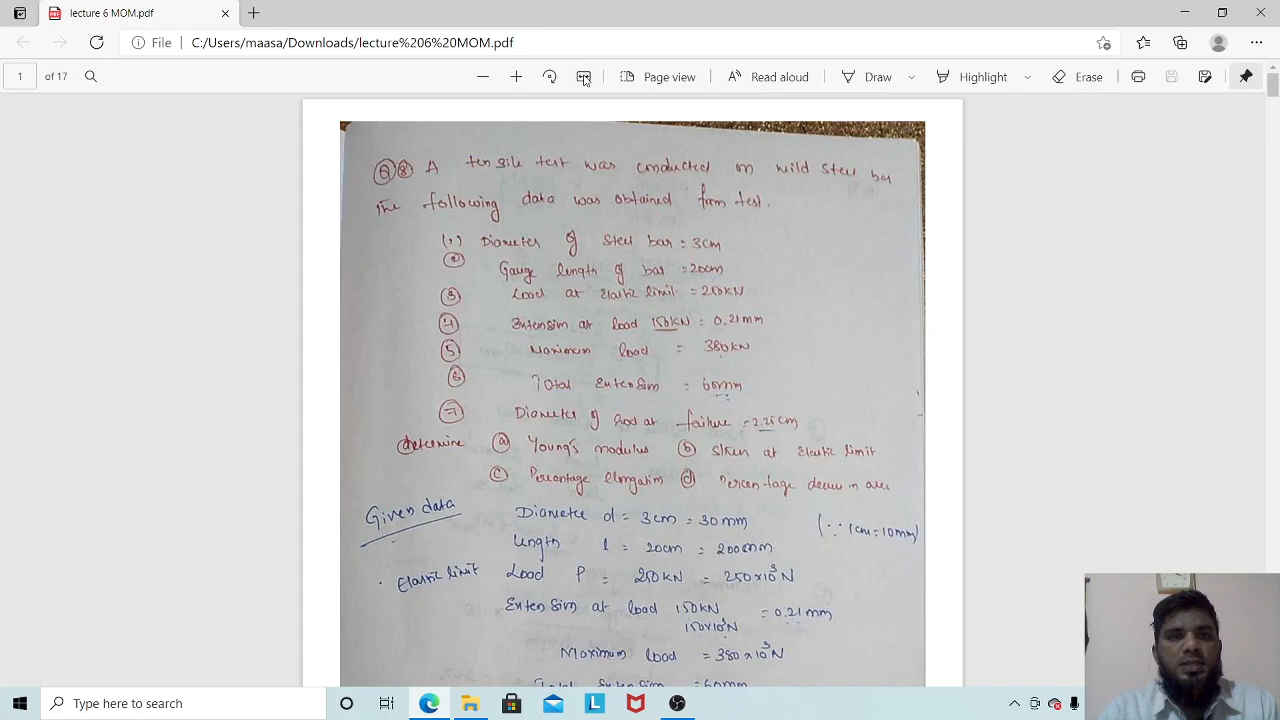 lecture 6 MOM.pdf
File C:/Users/maasa/Downloads/lecture%206%20MOM.pdf
1 of 17 Page view Read aloud Draw Highlight Erase
Q8 A tensile test was conducted on mild steel bar
The following data was obtained from test.
(1) Diameter of steel bar = 3cm
(2) Gauge length of bar = 20cm
(3) Load at Elastic limit = 250KN
(4) Extension at load 150KN = 0.21mm
(5) Maximum load = 380KN
(6) Total Extension = 60mm
(7) Diameter of Rod at failure = 2.25cm
determine (a) Young's modulus (b) Stress at Elastic limit
(c) Percentage Elongation (d) Percentage decrease in area
Given data Diameter d = 3cm = 30mm (∵ 1cm = 10mm)
length l = 20cm = 200mm
Elastic limit Load P = 250KN = 250×10³N
Extension at load 150KN = 0.21mm
150×10³N
Maximum load = 380×10³N
Total Extension = 60mm
Type here to search